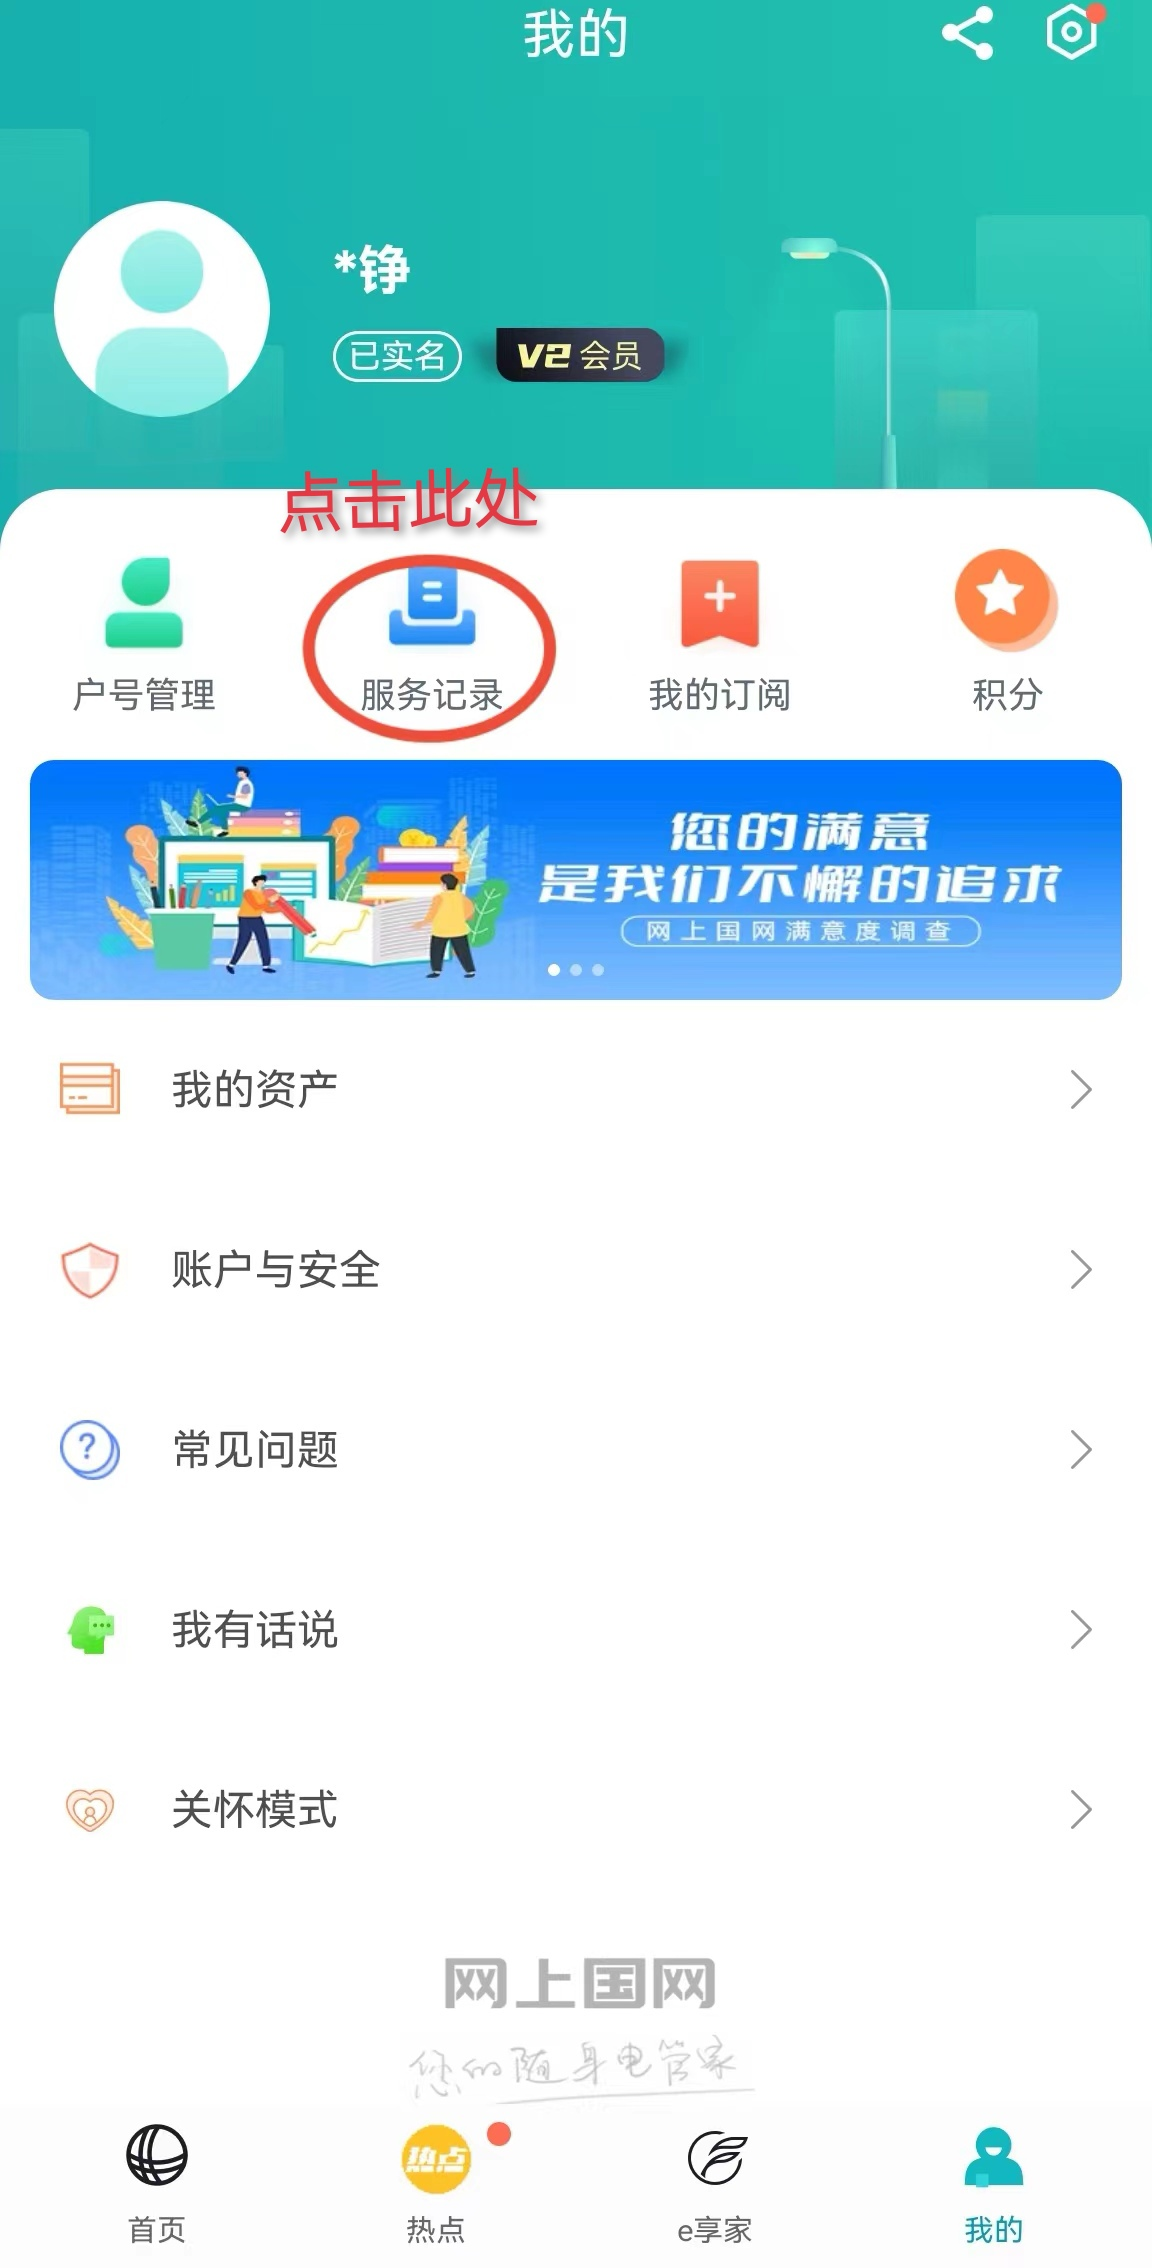 我的
*铮
已实名
V2 会员
点击此处
户号管理
服务记录
我的订阅
积分
您的满意
是我们不懈的追求
网上国网满意度调查
我的资产
账户与安全
常见问题
我有话说
关怀模式
网上国网
您的随身电管家
热点
首页
热点
e享家
我的